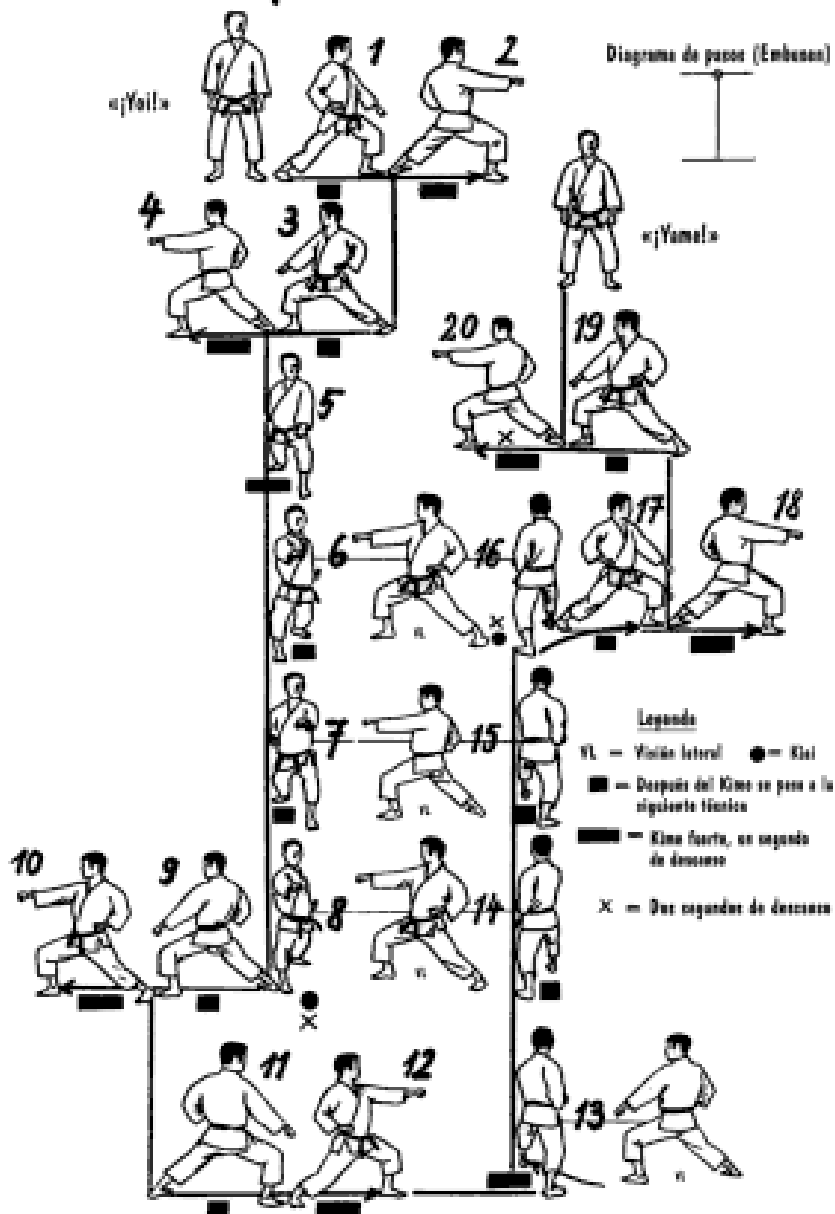 1
2
Diagrama de pasos (Embusen)
«¡Yoi!»
4
3
«¡Yame!»
20
19
5
6
16
17
18
VL
7
15
VL
Leyenda
VL = Visión lateral ● = Kiai
■ = Después del Kime se pasa a la
siguiente técnica
▬ = Kime fuerte, un segundo
de descanso
X = Dos segundos de descanso
10
9
8
14
VL
11
12
13
VL